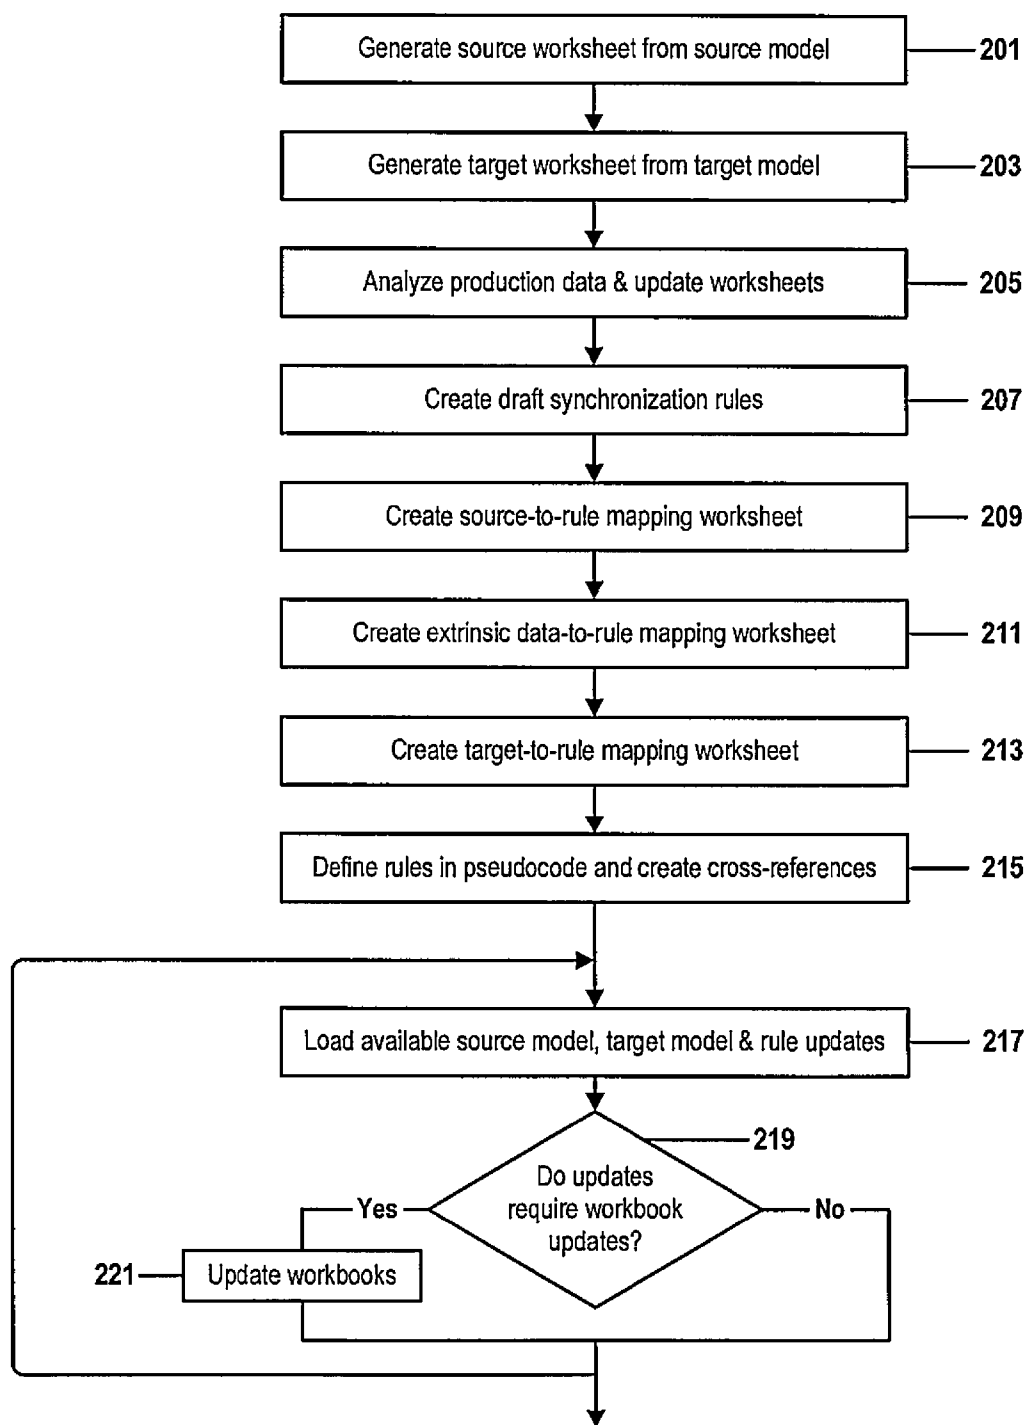 Generate source worksheet from source model 201
Generate target worksheet from target model 203
Analyze production data & update worksheets 205
Create draft synchronization rules 207
Create source-to-rule mapping worksheet 209
Create extrinsic data-to-rule mapping worksheet 211
Create target-to-rule mapping worksheet 213
Define rules in pseudocode and create cross-references 215
Load available source model, target model & rule updates 217
219
Do updates
Yes require workbook No
updates?
221 Update workbooks